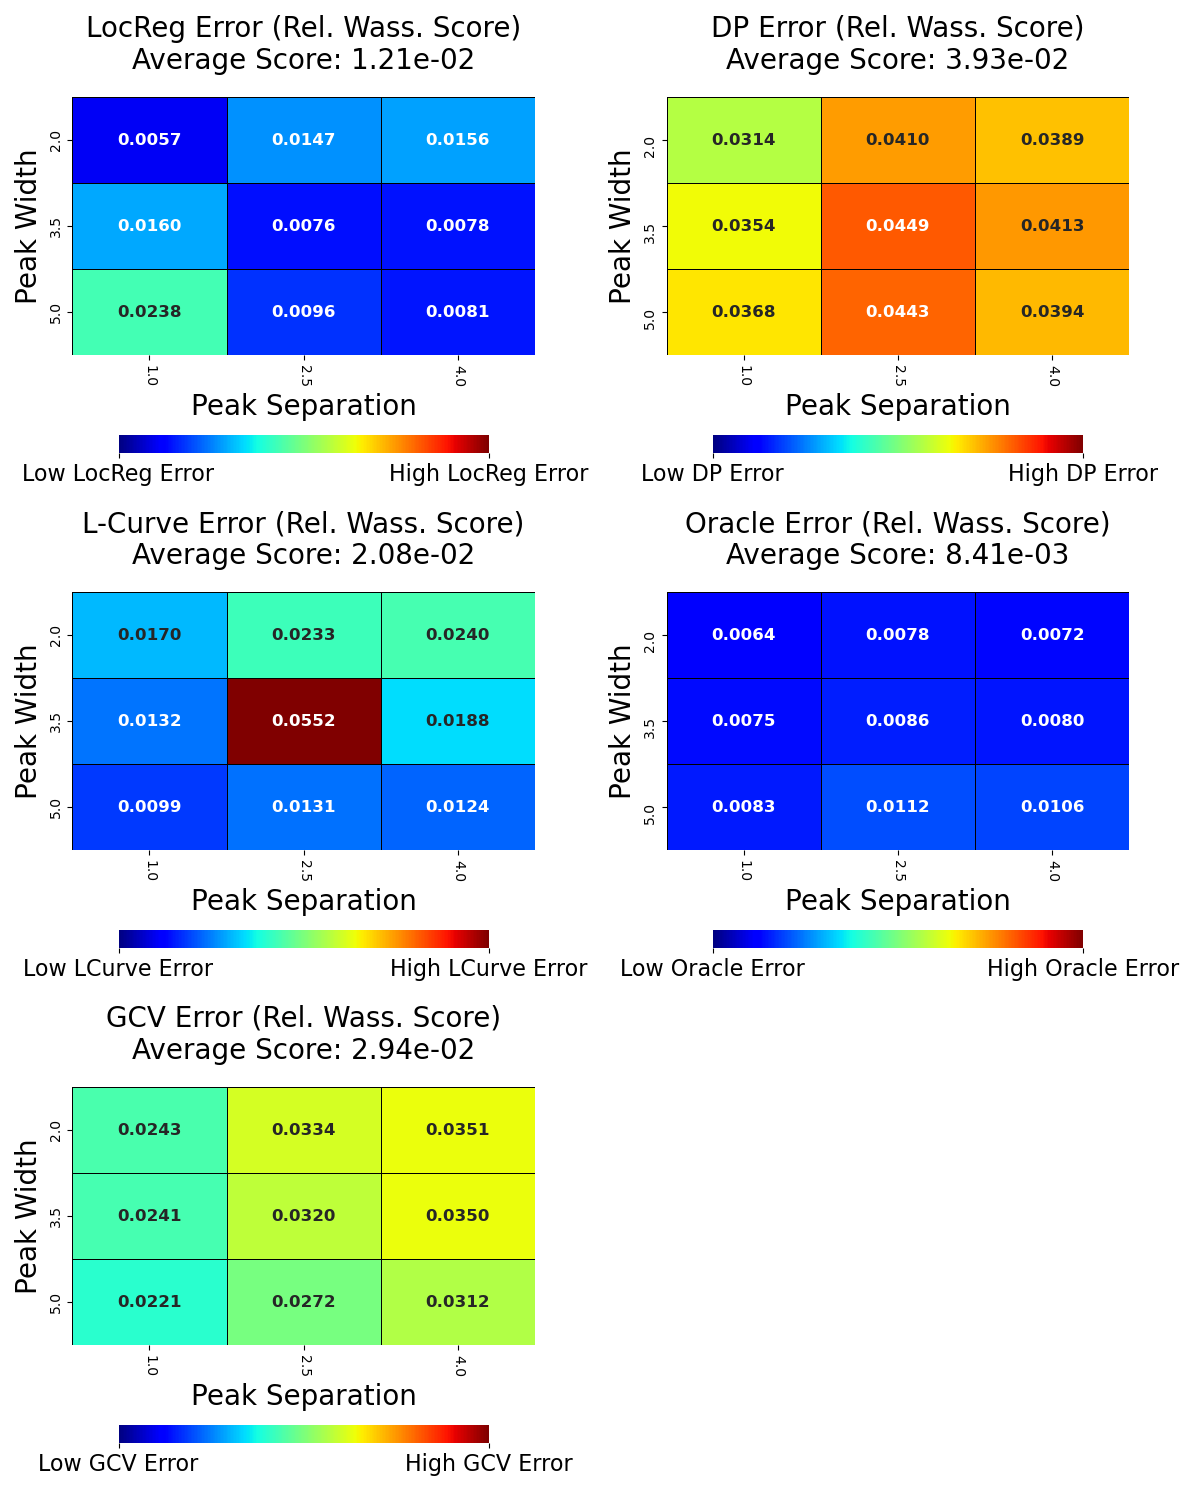 LocReg Error (Rel. Wass. Score)
Average Score: 1.21e-02
Peak Width
2.0
0.0057 0.0147 0.0156
3.5
0.0160 0.0076 0.0078
5.0
0.0238 0.0096 0.0081
1.0 2.5 4.0
Peak Separation
Low LocReg Error High LocReg Error
DP Error (Rel. Wass. Score)
Average Score: 3.93e-02
Peak Width
2.0
0.0314 0.0410 0.0389
3.5
0.0354 0.0449 0.0413
5.0
0.0368 0.0443 0.0394
1.0 2.5 4.0
Peak Separation
Low DP Error High DP Error
L-Curve Error (Rel. Wass. Score)
Average Score: 2.08e-02
Peak Width
2.0
0.0170 0.0233 0.0240
3.5
0.0132 0.0552 0.0188
5.0
0.0099 0.0131 0.0124
1.0 2.5 4.0
Peak Separation
Low LCurve Error High LCurve Error
Oracle Error (Rel. Wass. Score)
Average Score: 8.41e-03
Peak Width
2.0
0.0064 0.0078 0.0072
3.5
0.0075 0.0086 0.0080
5.0
0.0083 0.0112 0.0106
1.0 2.5 4.0
Peak Separation
Low Oracle Error High Oracle Error
GCV Error (Rel. Wass. Score)
Average Score: 2.94e-02
Peak Width
2.0
0.0243 0.0334 0.0351
3.5
0.0241 0.0320 0.0350
5.0
0.0221 0.0272 0.0312
1.0 2.5 4.0
Peak Separation
Low GCV Error High GCV Error